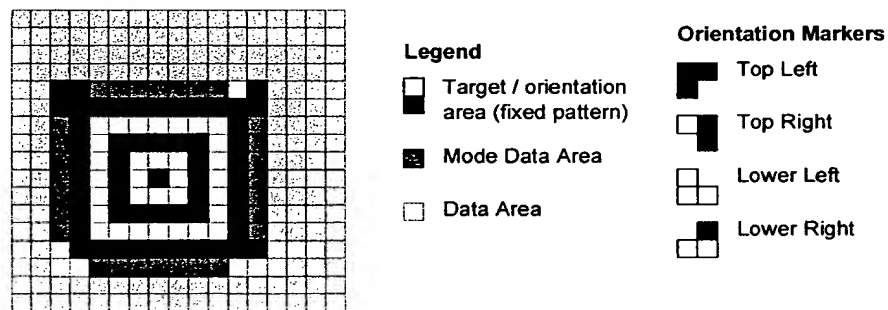 Legend
Target / orientation
area (fixed pattern)
Mode Data Area
Data Area
Orientation Markers
Top Left
Top Right
Lower Left
Lower Right